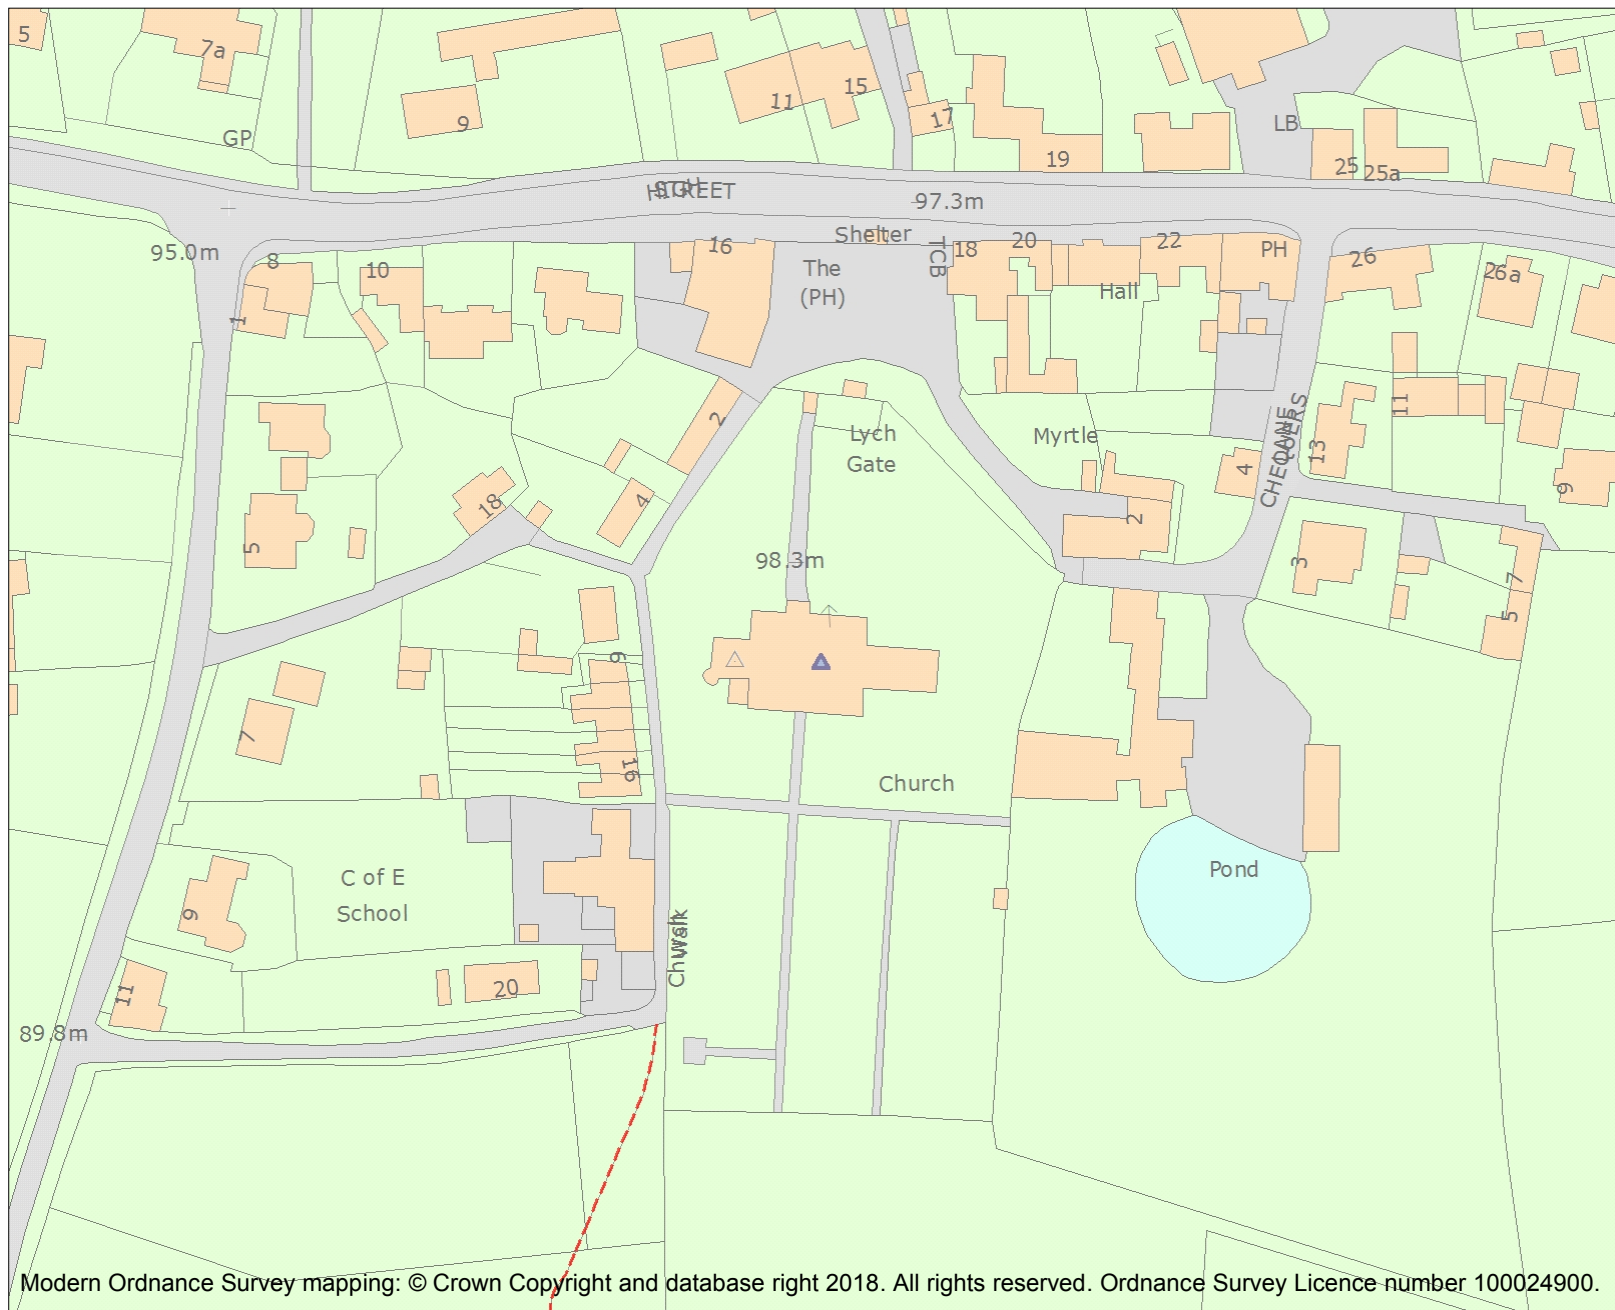 5
7a
9
11
15
17
19
LB
25
25a
GP
HIGH
STREET
97.3m
95.0m
Shelter
TCB
16
The
(PH)
18
20
22
PH
Hall
26
26a
8
1
10
2
4
18
5
Lych
Gate
Myrtle
2
4
CHEQUERS
LANE
13
11
9
3
7
5
98.3m
6
16
7
Church
Pond
C of E
School
9
11
20
Church
Walk
89.8m
Modern Ordnance Survey mapping: © Crown Copyright and database right 2018. All rights reserved. Ordnance Survey Licence number 100024900.